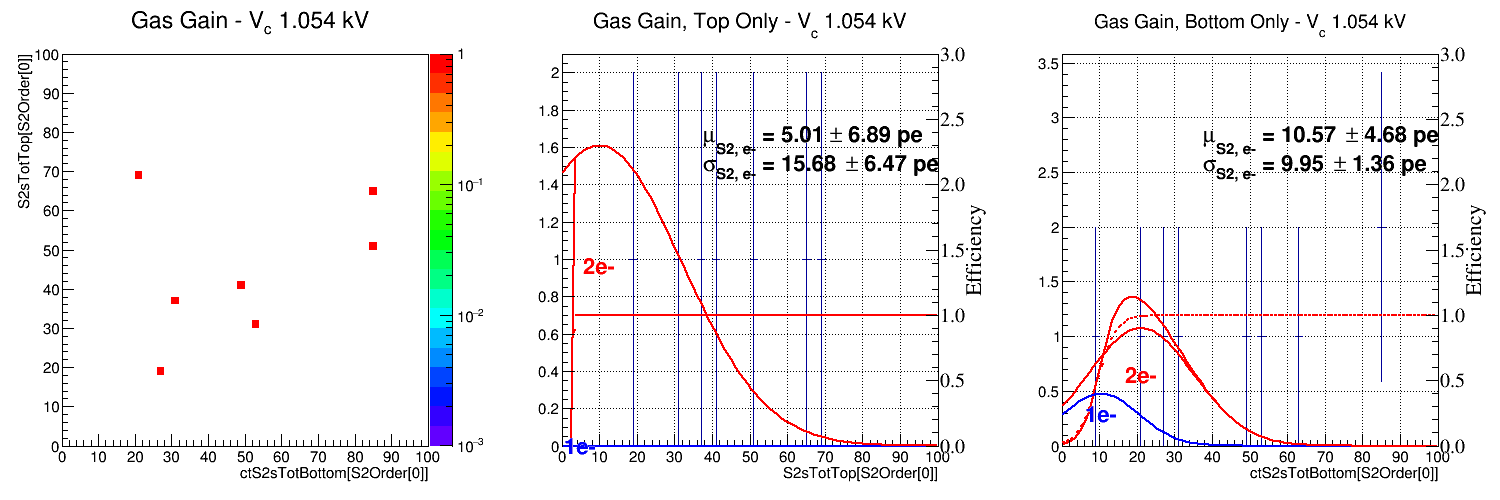 Gas Gain - Vc 1.054 kV
S2sTotTop[S2Order[0]]
100
90
80
70
60
50
40
30
20
10
0
0 10 20 30 40 50 60 70 80 90 100
ctS2sTotBottom[S2Order[0]]
1
10−1
10−2
10−3
Gas Gain, Top Only - Vc 1.054 kV
2
1.8
1.6
1.4
1.2
1
0.8
0.6
0.4
0.2
0
μS2, e- = 5.01 ± 6.89 pe
σS2, e- = 15.68 ± 6.47 pe
2e-
1e-
0 10 20 30 40 50 60 70 80 90 100
S2sTotTop[S2Order[0]]
3.0
2.5
2.0
1.5
1.0
0.5
0.0
Efficiency
Gas Gain, Bottom Only - Vc 1.054 kV
3.5
3
2.5
2
1.5
1
0.5
0
μS2, e- = 10.57 ± 4.68 pe
σS2, e- = 9.95 ± 1.36 pe
2e-
1e-
0 10 20 30 40 50 60 70 80 90 100
ctS2sTotBottom[S2Order[0]]
3.0
2.5
2.0
1.5
1.0
0.5
0.0
Efficiency